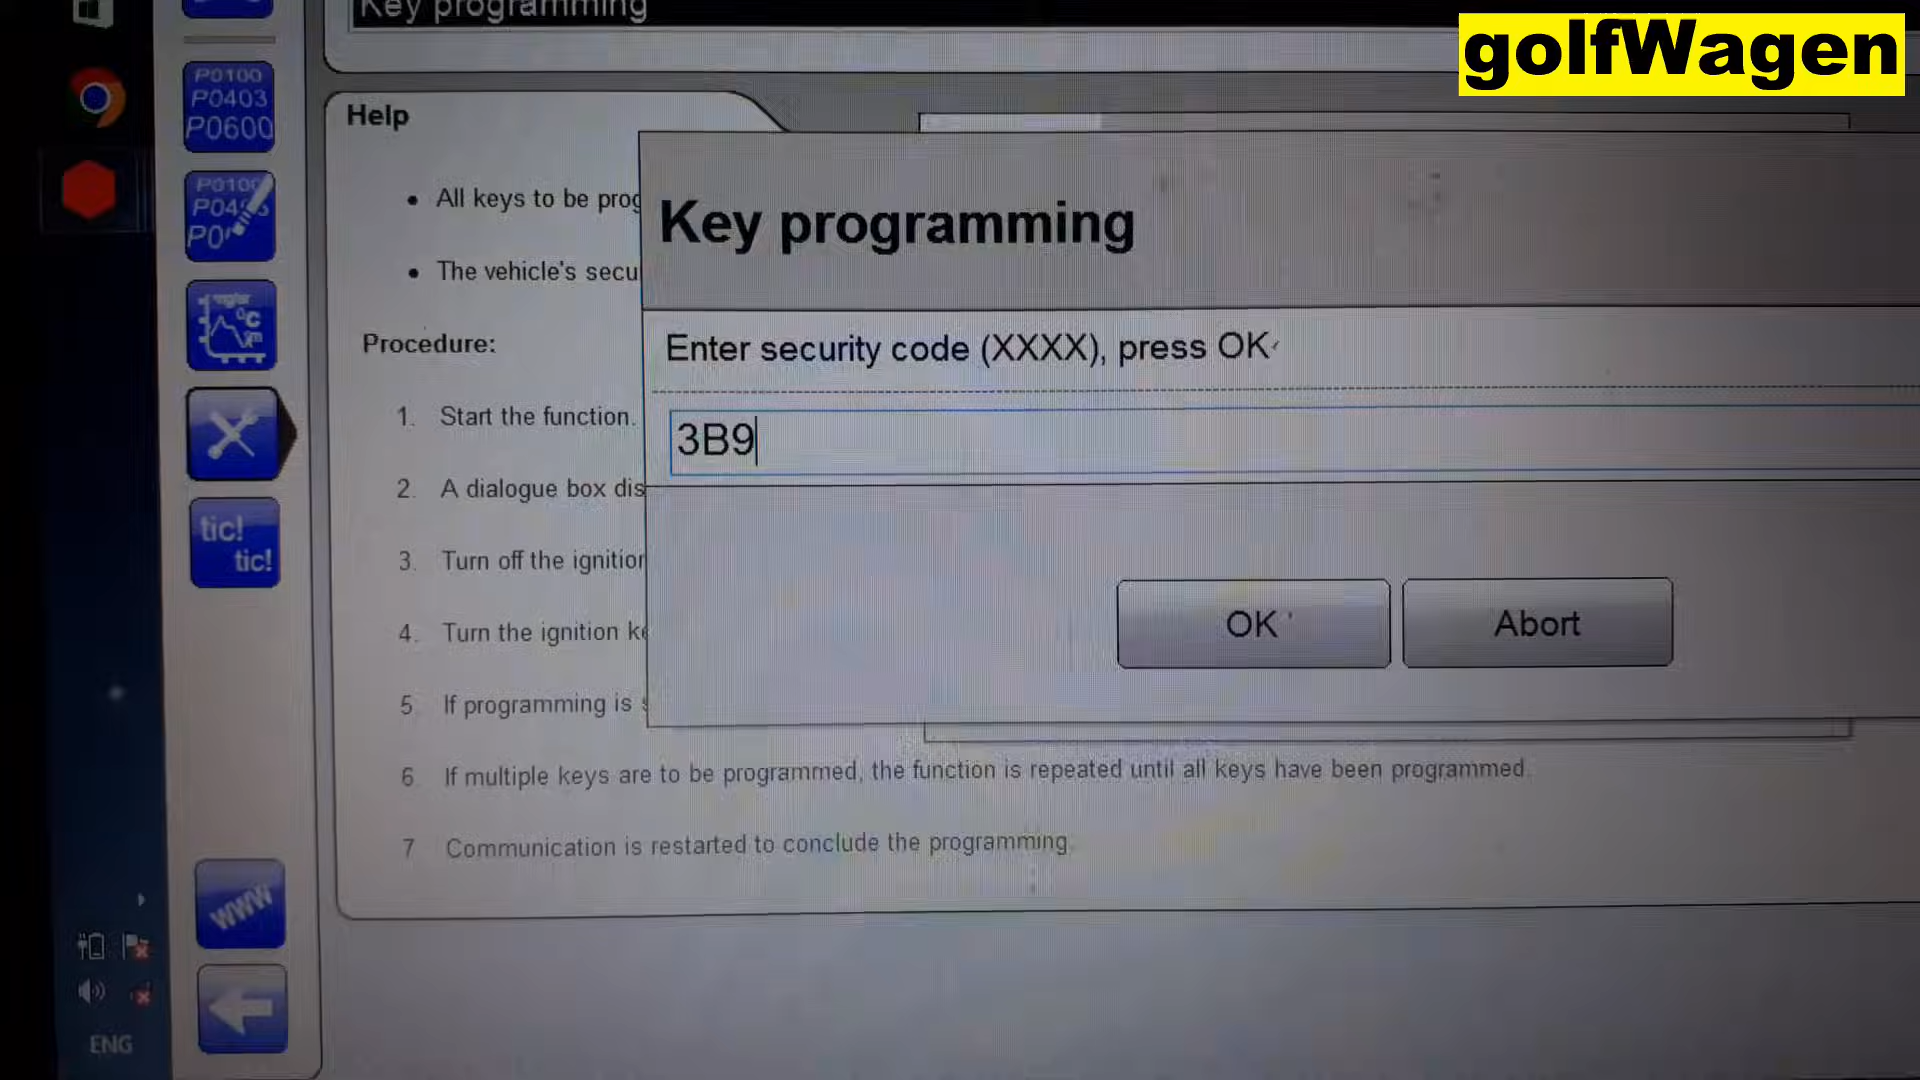 Key programming
golfWagen
P0100
P0403
P0600
Help
P0100
• All keys to be prog
Key programming
• The vehicle's secu
Enter security code (XXXX), press OK
°C
Procedure:
3B9
1. Start the function.
2. A dialogue box dis
tic!
tic!
3. Turn off the ignition
OK
Abort
4. Turn the ignition ke
5. If programming is
6. If multiple keys are to be programmed, the function is repeated until all keys have been programmed.
7. Communication is restarted to conclude the programming.
www
ENG